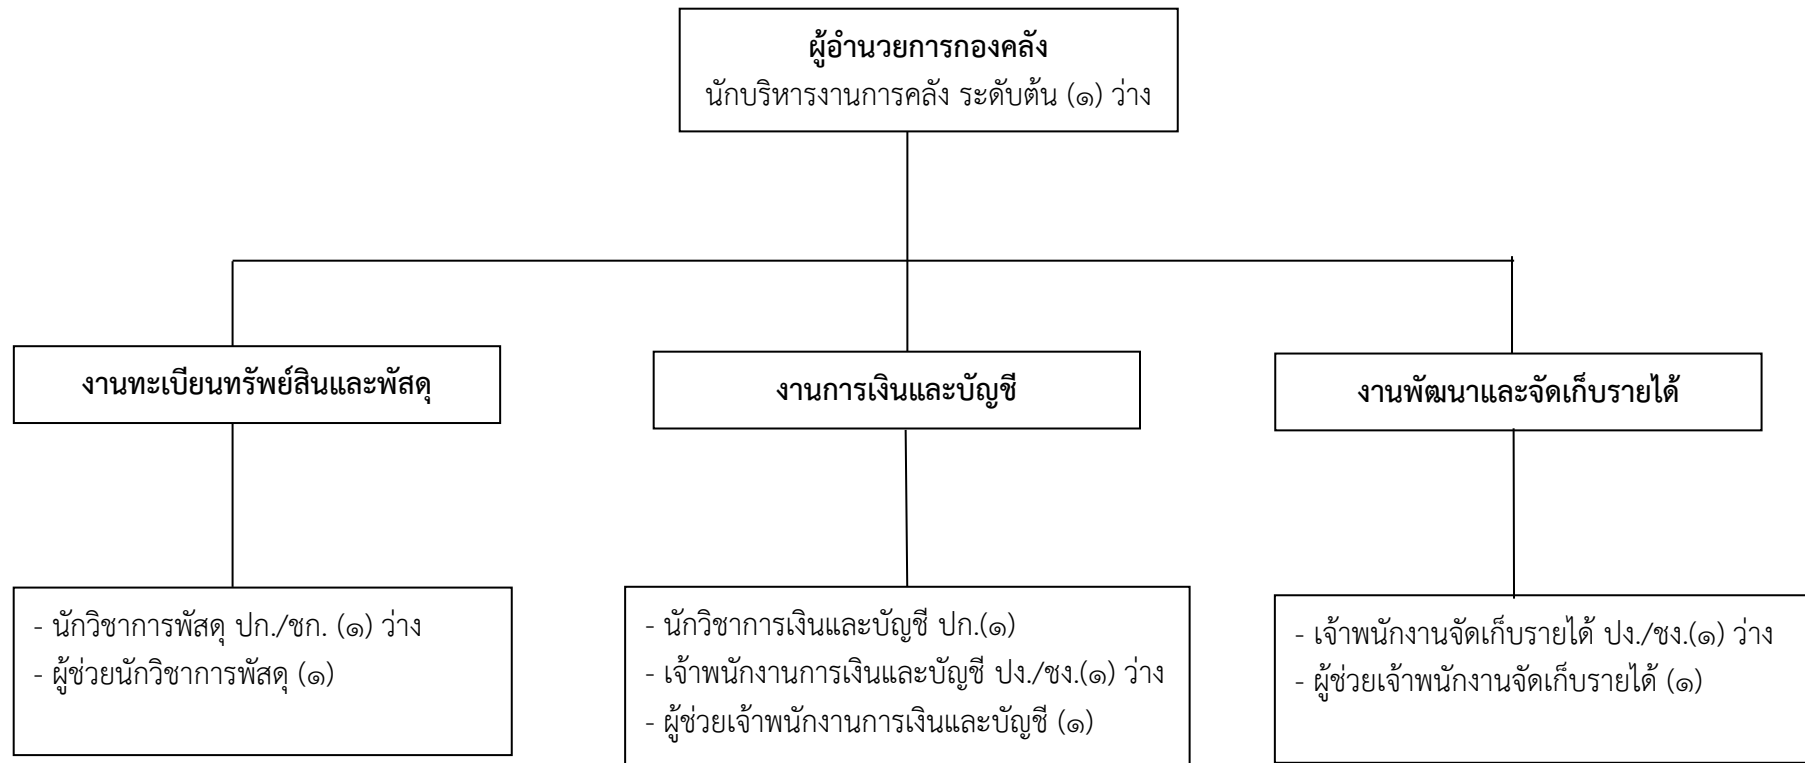 ผู้อำนวยการกองคลัง
นักบริหารงานการคลัง ระดับต้น (๑) ว่าง
งานทะเบียนทรัพย์สินและพัสดุ
งานการเงินและบัญชี
งานพัฒนาและจัดเก็บรายได้
- นักวิชาการพัสดุ ปก./ชก. (๑) ว่าง
- ผู้ช่วยนักวิชาการพัสดุ (๑)
- นักวิชาการเงินและบัญชี ปก.(๑)
- เจ้าพนักงานการเงินและบัญชี ปง./ชง.(๑) ว่าง
- ผู้ช่วยเจ้าพนักงานการเงินและบัญชี (๑)
- เจ้าพนักงานจัดเก็บรายได้ ปง./ชง.(๑) ว่าง
- ผู้ช่วยเจ้าพนักงานจัดเก็บรายได้ (๑)